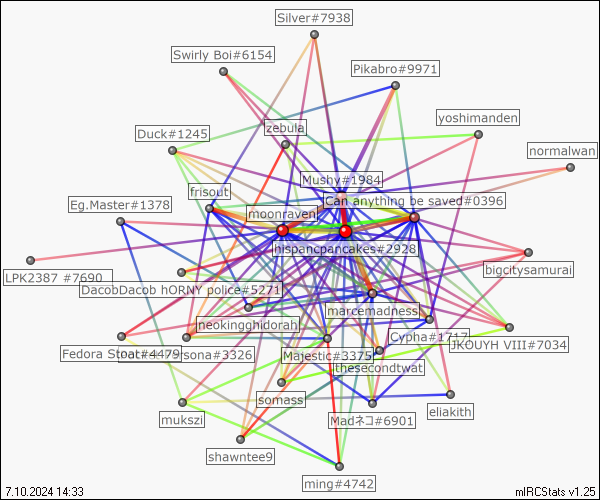 Silver#7938
Swirly Boi#6154
Pikabro#9971
yoshimanden
zebula
Duck#1245
normalwan
Mushy#1984
frisout
Can anything be saved#0396
Eg.Master#1378
moonraven
hispancpancakes#2928
bigcitysamurai
LPK2387 #7690
DacobDacob hORNY police#5271
marcemadness
neokingghidorah
Cypha#1717
JKOUYH VIII#7034
Fedora Stoat#4479
Majestic#3375
thesecondtwat
somass
mukszi
Madネコ#6901
eliakith
shawntee9
ming#4742
7.10.2024 14:33
mIRCStats v1.25